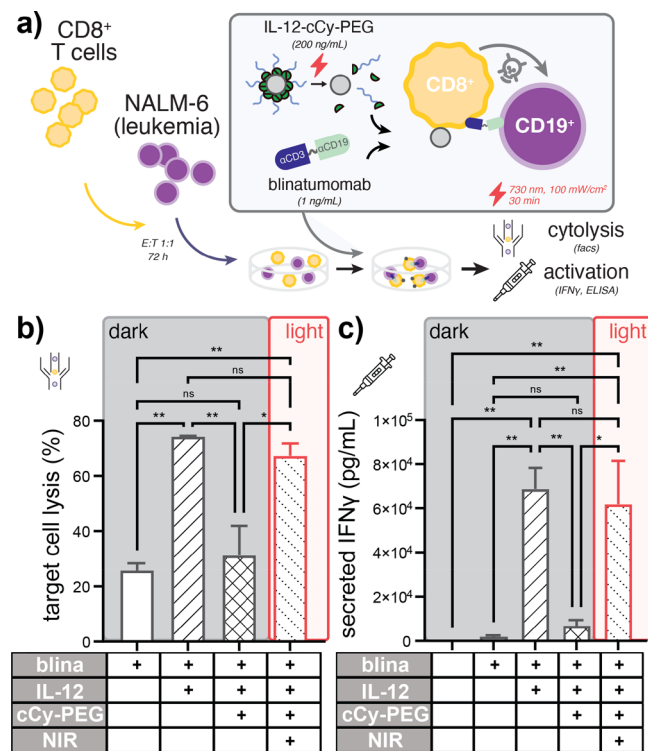 a)
CD8+
T cells
NALM-6
(leukemia)
E:T 1:1
72 h
IL-12-cCy-PEG
(200 ng/mL)
αCD3 αCD19
blinatumomab
(1 ng/mL)
CD8+
CD19+
730 nm, 100 mW/cm2
30 min
cytolysis
(facs)
activation
(IFNγ, ELISA)
b)
dark light
**
ns
ns
** ** *
80
60
40
20
0
target cell lysis (%)
blina + + + +
IL-12 + + +
cCy-PEG + +
NIR +
c)
dark light
**
**
ns
** ns
** ** *
1×10^5
8×10^4
6×10^4
4×10^4
2×10^4
0
secreted IFNγ (pg/mL)
blina + + + +
IL-12 + + +
cCy-PEG + +
NIR +